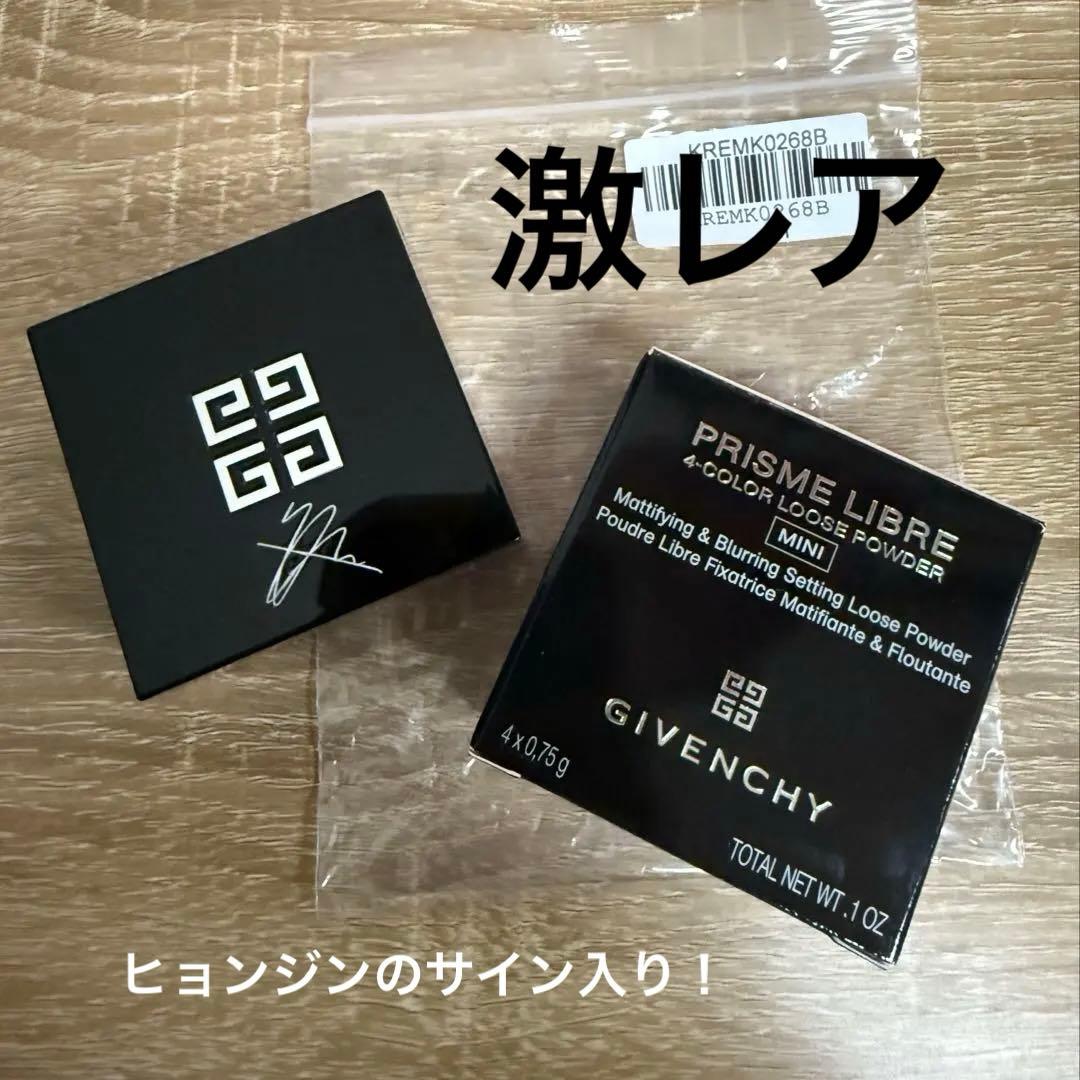 KREMK0268B
激レア
KREMK0268B
PRISME LIBRE
4-COLOR LOOSE POWDER
MINI
Mattifying & Blurring Setting Loose Powder
Poudre Libre Fixatrice Matifiante & Floutante
GIVENCHY
4 x 0,75 g
TOTAL NET WT .1 OZ
ヒョンジンのサイン入り！